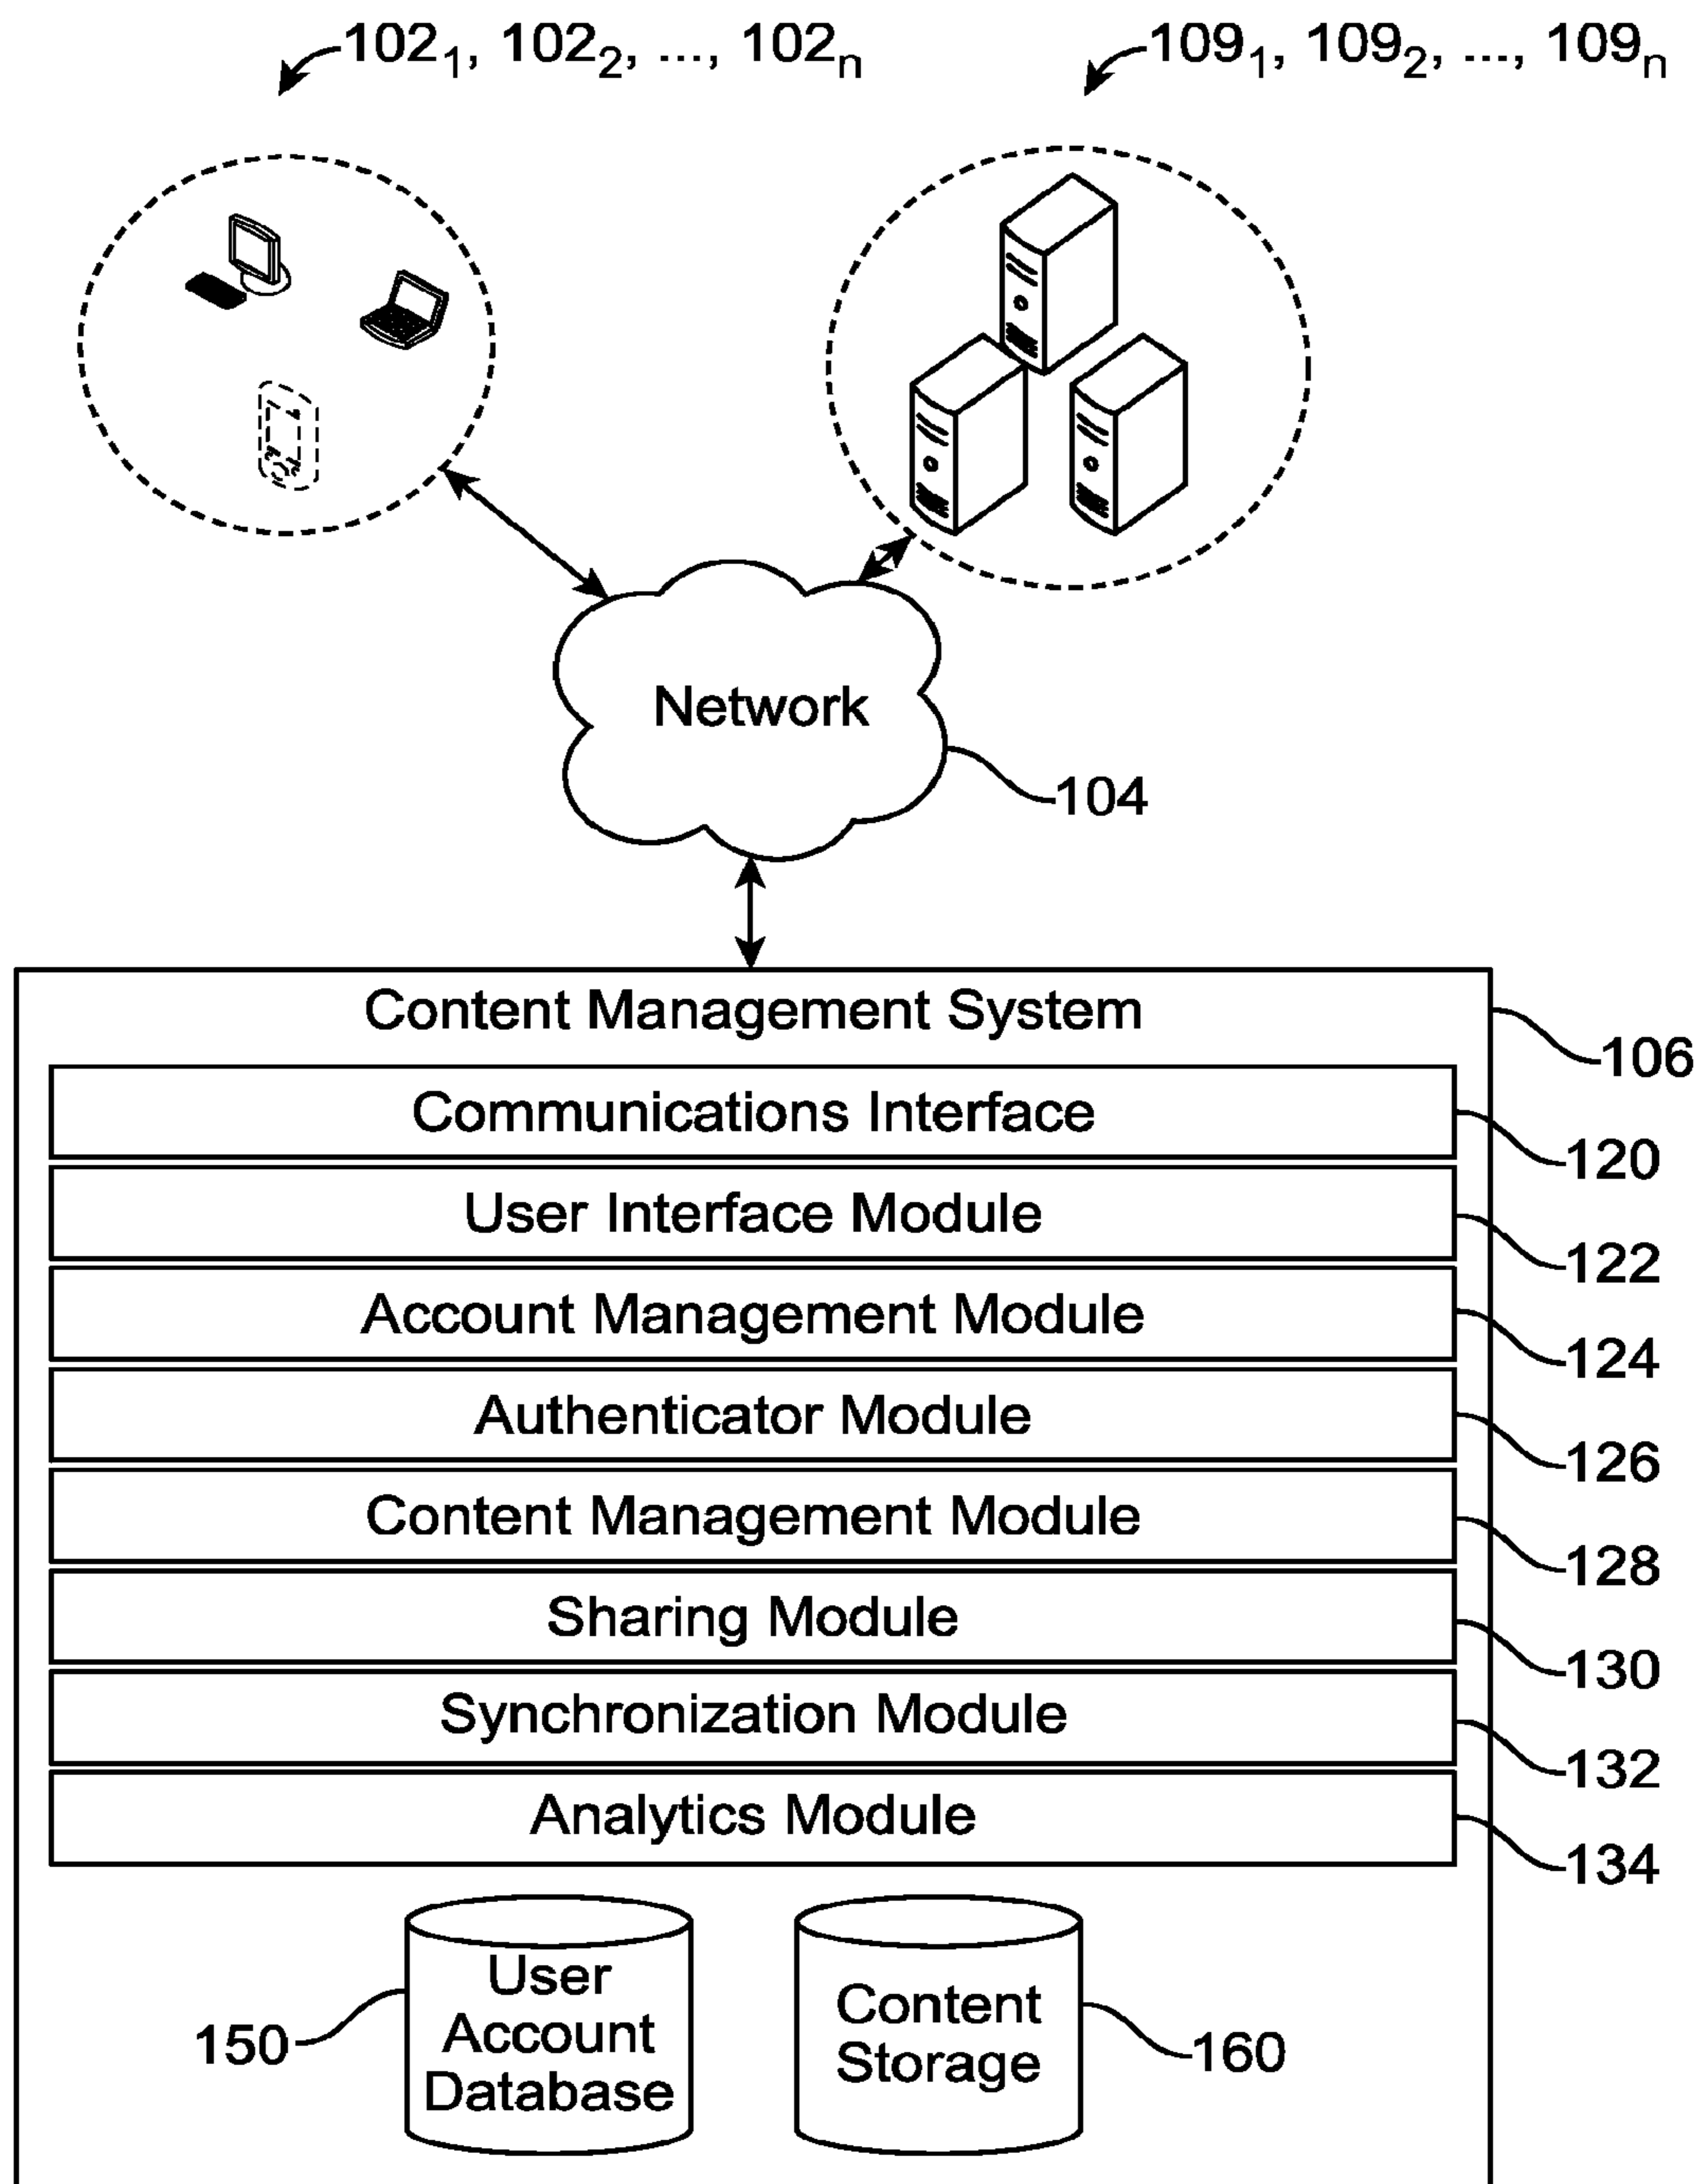 102₁, 102₂, ..., 102ₙ
109₁, 109₂, ..., 109ₙ
Network
104
Content Management System
106
Communications Interface
120
User Interface Module
122
Account Management Module
124
Authenticator Module
126
Content Management Module
128
Sharing Module
130
Synchronization Module
132
Analytics Module
134
User
Account
Database
150
Content
Storage
160